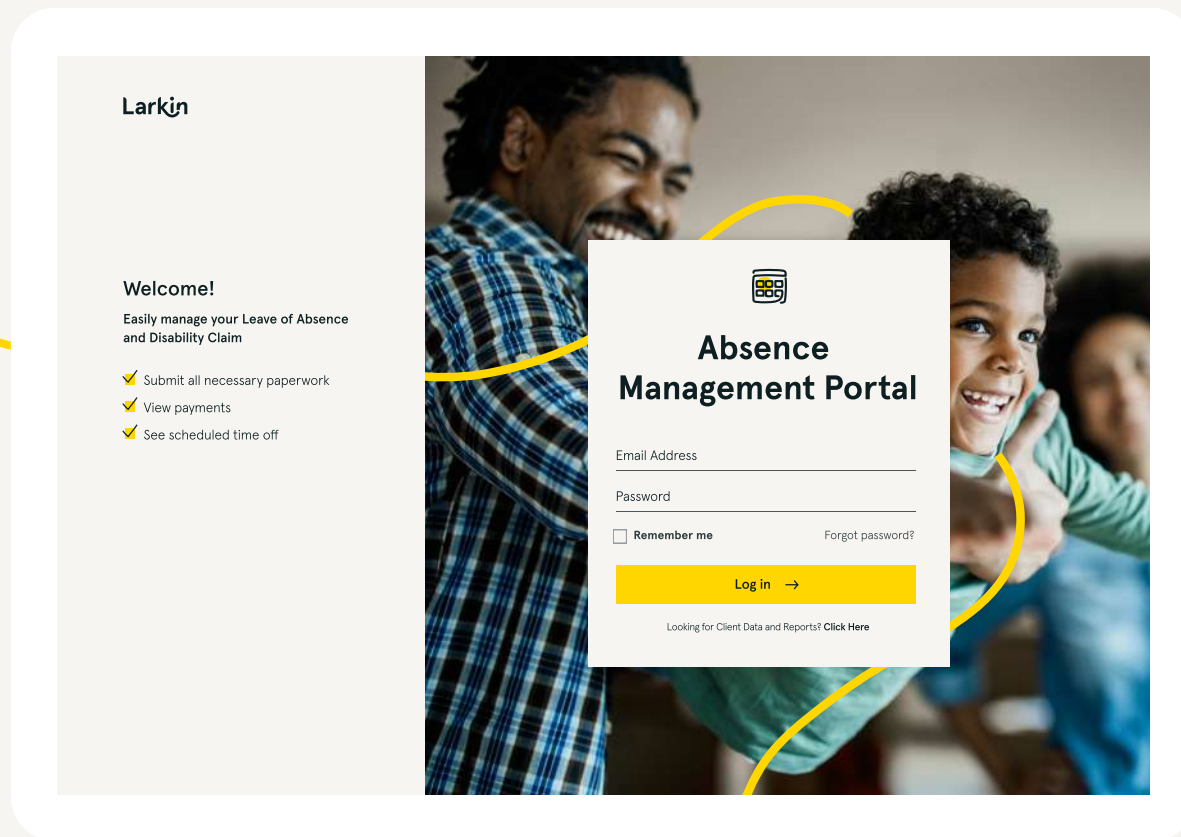 Larkin
Welcome!
Easily manage your Leave of Absence
and Disability Claim
Submit all necessary paperwork
View payments
See scheduled time off
Absence
Management Portal
Email Address
Password
Remember me
Forgot password?
Log in →
Looking for Client Data and Reports? Click Here